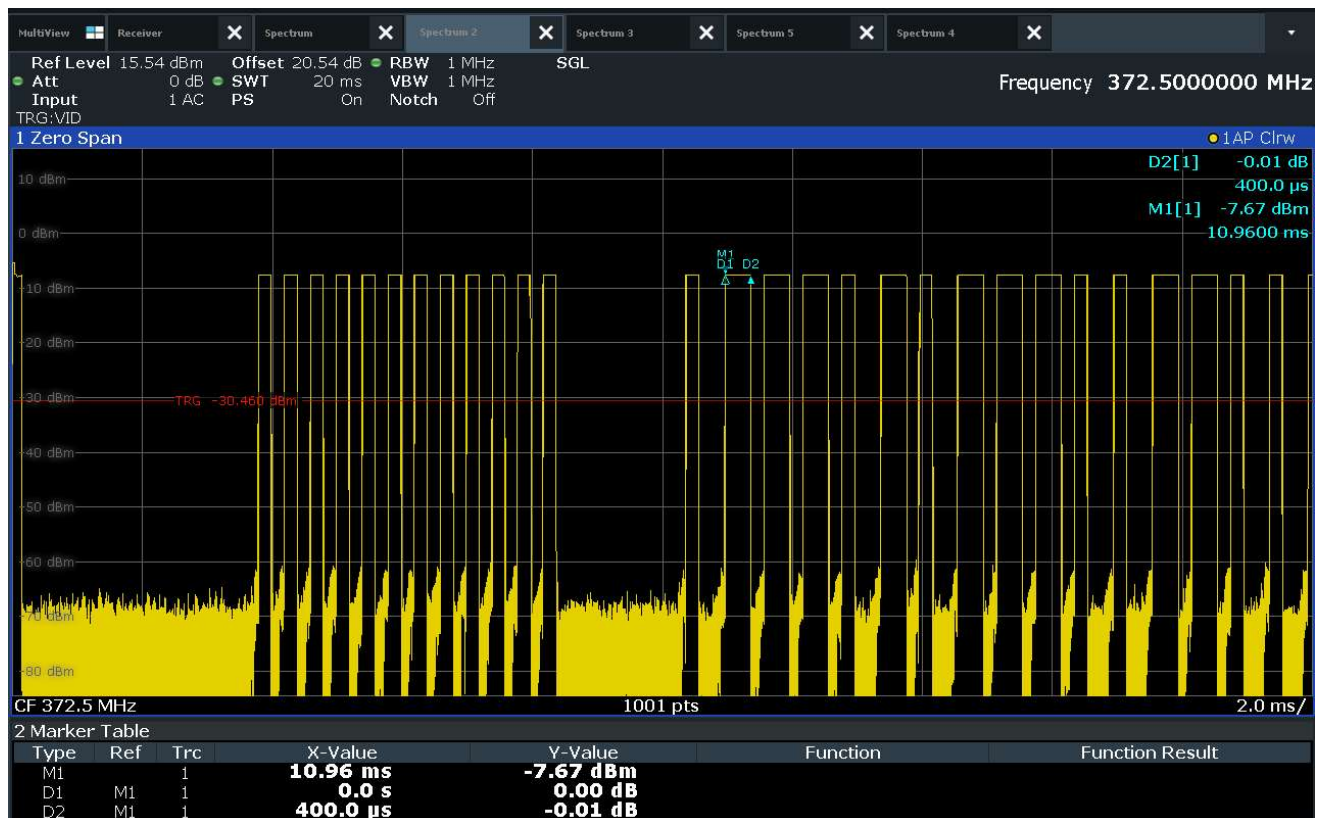 MultiView Receiver Spectrum Spectrum 2 Spectrum 3 Spectrum 5 Spectrum 4
Ref Level 15.54 dBm Offset 20.54 dB RBW 1 MHz SGL
Att 0 dB SWT 20 ms VBW 1 MHz
Input 1 AC PS On Notch Off
Frequency 372.5000000 MHz
TRG:VID
1 Zero Span 1AP Clrw
D2[1] -0.01 dB
400.0 µs
M1[1] -7.67 dBm
10.9600 ms
10 dBm
0 dBm
M1
D1 D2
-10 dBm
-20 dBm
-30 dBm
TRG -30.460 dBm
-40 dBm
-50 dBm
-60 dBm
-70 dBm
-80 dBm
CF 372.5 MHz 1001 pts 2.0 ms/
2 Marker Table
Type Ref Trc X-Value Y-Value Function Function Result
M1 1 10.96 ms -7.67 dBm
D1 M1 1 0.0 s 0.00 dB
D2 M1 1 400.0 µs -0.01 dB